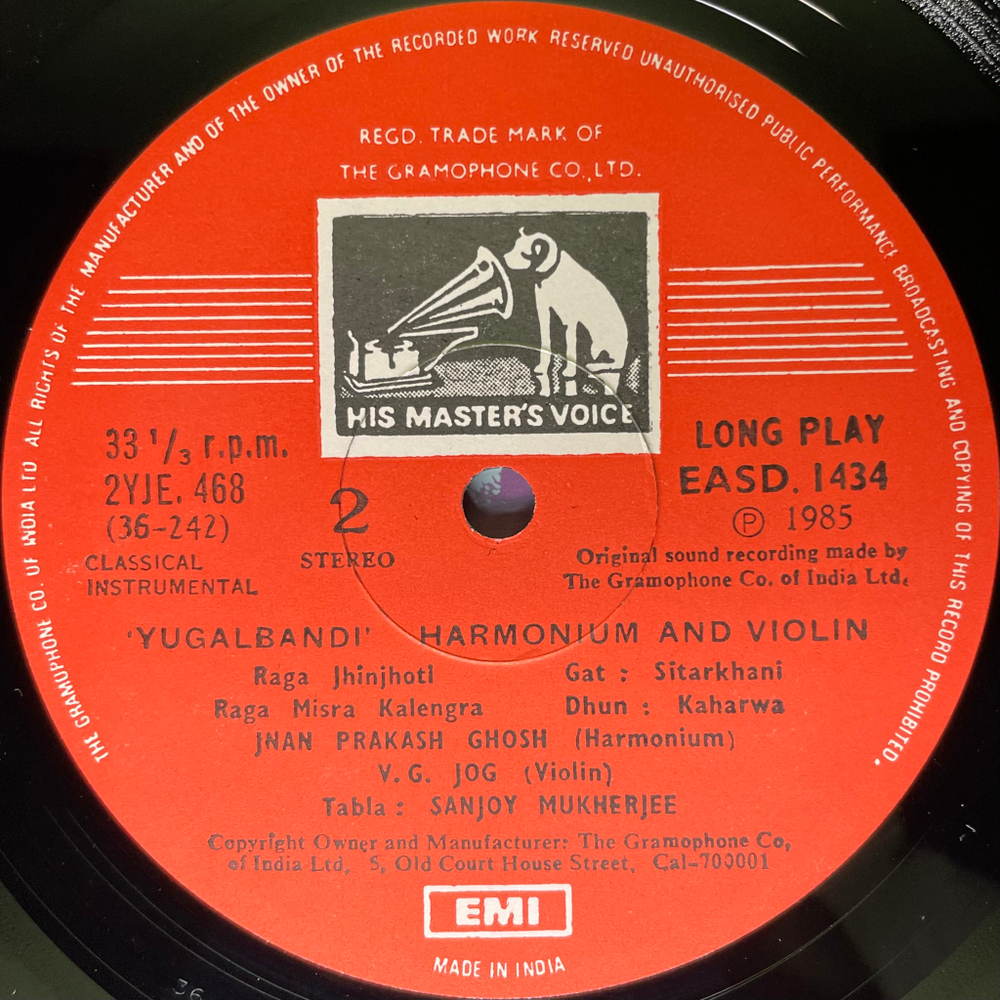 THE GRAMOPHONE CO. OF INDIA LTD ALL RIGHTS OF THE MANUFACTURER AND OF THE OWNER OF THE RECORDED WORK RESERVED UNAUTHORISED PUBLIC PERFORMANCE BROADCASTING AND COPYING OF THIS RECORD PROHIBITED.
REGD. TRADE MARK OF
THE GRAMOPHONE CO., LTD.
HIS MASTER'S VOICE
33 1/3 r.p.m.
2YJE. 468
(36-242)
CLASSICAL
INSTRUMENTAL
2
STEREO
LONG PLAY
EASD. 1434
Ⓟ 1985
Original sound recording made by
The Gramophone Co. of India Ltd.
'YUGALBANDI' HARMONIUM AND VIOLIN
Raga Jhinjhoti Gat : Sitarkhani
Raga Misra Kalengra Dhun : Kaharwa
JNAN PRAKASH GHOSH (Harmonium)
V. G. JOG (Violin)
Tabla : SANJOY MUKHERJEE
Copyright Owner and Manufacturer: The Gramophone Co,
of India Ltd, 5, Old Court House Street, Cal-700001
EMI
MADE IN INDIA
36